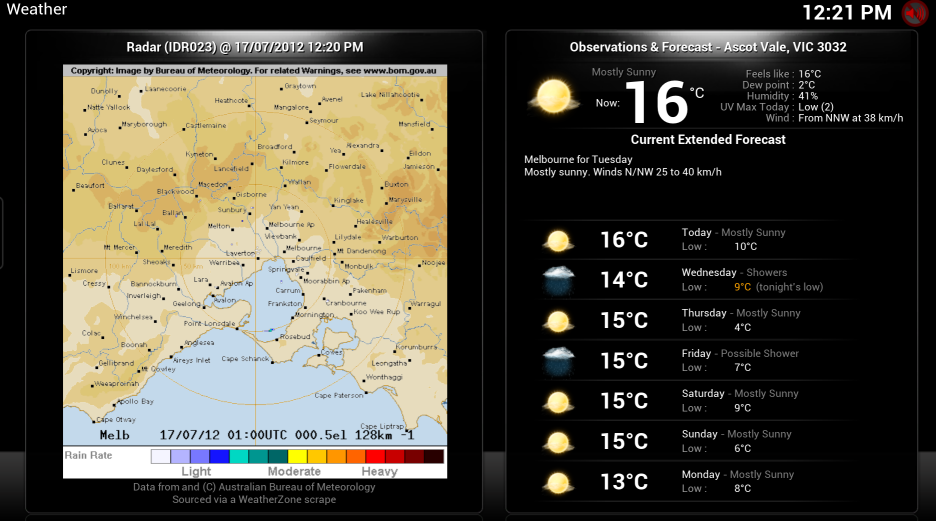 Weather
12:21 PM
Radar (IDR023) @ 17/07/2012 12:20 PM
Copyright: Image by Bureau of Meteorology. For related Warnings, see www.bom.gov.au
Dunolly
Laanecoorie
Graytown
Heathcote
Avenel
Lake Nillahcootie
Natte Yallock
Mangalore
Seymour
Avoca
Maryborough
Castlemaine
Mansfield
Broadford
Yea
Alexandra
Kyneton
Eildon
Clunes
Daylesford
Lancefield
Kilmore
Flowerdale
Jamieson
Beaufort
Blackwood
Macedon
Wallan
Buxton
Gisborne
Kinglake
Marysville
Ballarat
Ballan
Sunbury
Yan Yean
Healesville
Lal Lal
Melton
Melbourne Ap
Viewbank
Lilydale
Warburton
Mt Mercer
Meredith
Melbourne
Mt Dandenong
Laverton
Caulfield
Sheoaks
Werribee
Springvale
Monbulk
Noojee
Lismore
Moorabbin Ap
Cressy
Bannockburn
Lara
Avalon Ap
Carrum
Pakenham
Inverleigh
Geelong
Avalon
Frankston
Cranbourne
Warragul
Winchelsea
Mornington
Koo Wee Rup
Point-Lonsdale
Colac
Boonah
Anglesea
Rosebud
Korumburra
Aireys Inlet
Cape Schanck
Cowes
Gellibrand
Mt Cowley
Leongatha
Weeaproinah
Wonthaggi
Apollo Bay
Cape Paterson
Cape Otway
Cape Liptrap
Melb 17/07/12 01:00UTC 000.5el 128km -1
Rain Rate
Light Moderate Heavy
Data from and (C) Australian Bureau of Meteorology
Sourced via a WeatherZone scrape
Observations & Forecast - Ascot Vale, VIC 3032
Mostly Sunny
Now: 16°C
Feels like : 16°C
Dew point : 2°C
Humidity : 41%
UV Max Today : Low (2)
Wind : From NNW at 38 km/h
Current Extended Forecast
Melbourne for Tuesday
Mostly sunny. Winds N/NW 25 to 40 km/h
16°C
Today - Mostly Sunny
Low : 10°C
14°C
Wednesday - Showers
Low : 9°C (tonight's low)
15°C
Thursday - Mostly Sunny
Low : 4°C
15°C
Friday - Possible Shower
Low : 7°C
15°C
Saturday - Mostly Sunny
Low : 9°C
15°C
Sunday - Mostly Sunny
Low : 6°C
13°C
Monday - Mostly Sunny
Low : 8°C